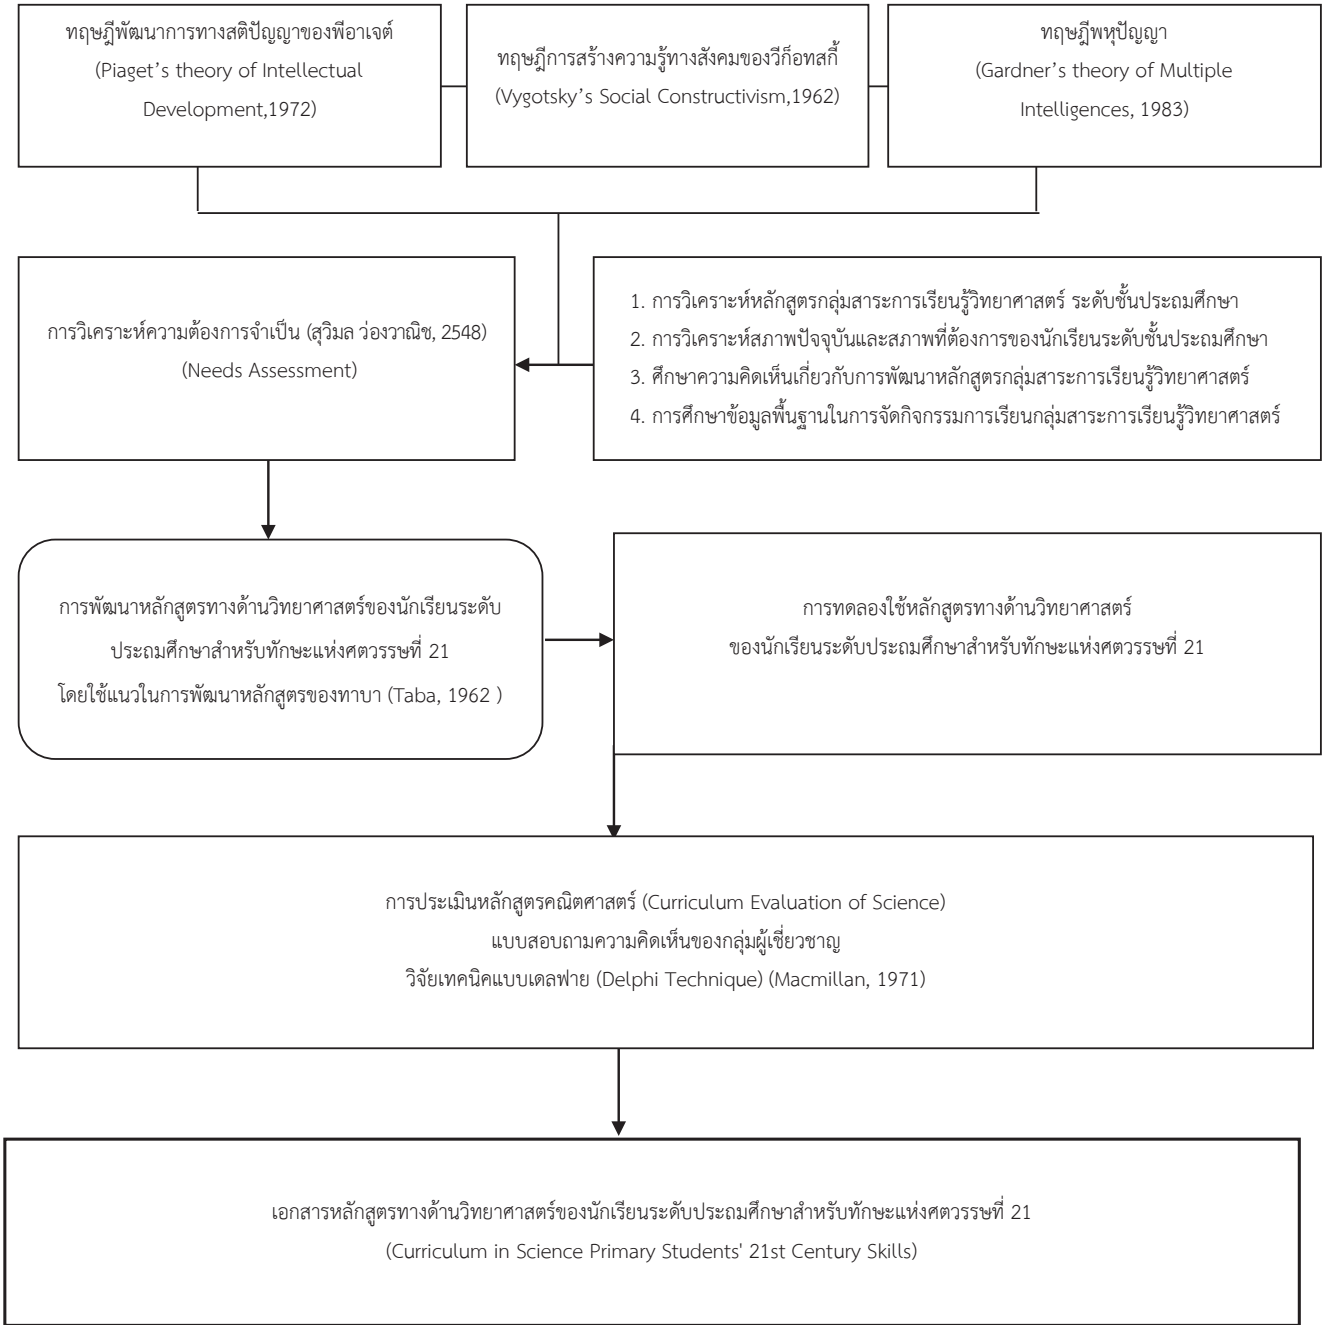 ทฤษฎีพัฒนาการทางสติปัญญาของพีอาเจต์
(Piaget’s theory of Intellectual
Development,1972)
ทฤษฎีการสร้างความรู้ทางสังคมของวีก็อทสกี้
(Vygotsky’s Social Constructivism,1962)
ทฤษฎีพหุปัญญา
(Gardner’s theory of Multiple
Intelligences, 1983)
การวิเคราะห์ความต้องการจำเป็น (สุวิมล ว่องวาณิช, 2548)
(Needs Assessment)
1. การวิเคราะห์หลักสูตรกลุ่มสาระการเรียนรู้วิทยาศาสตร์ ระดับชั้นประถมศึกษา
2. การวิเคราะห์สภาพปัจจุบันและสภาพที่ต้องการของนักเรียนระดับชั้นประถมศึกษา
3. ศึกษาความคิดเห็นเกี่ยวกับการพัฒนาหลักสูตรกลุ่มสาระการเรียนรู้วิทยาศาสตร์
4. การศึกษาข้อมูลพื้นฐานในการจัดกิจกรรมการเรียนกลุ่มสาระการเรียนรู้วิทยาศาสตร์
การพัฒนาหลักสูตรทางด้านวิทยาศาสตร์ของนักเรียนระดับ
ประถมศึกษาสำหรับทักษะแห่งศตวรรษที่ 21
โดยใช้แนวในการพัฒนาหลักสูตรของทาบา (Taba, 1962 )
การทดลองใช้หลักสูตรทางด้านวิทยาศาสตร์
ของนักเรียนระดับประถมศึกษาสำหรับทักษะแห่งศตวรรษที่ 21
การประเมินหลักสูตรคณิตศาสตร์ (Curriculum Evaluation of Science)
แบบสอบถามความคิดเห็นของกลุ่มผู้เชี่ยวชาญ
วิจัยเทคนิคแบบเดลฟาย (Delphi Technique) (Macmillan, 1971)
เอกสารหลักสูตรทางด้านวิทยาศาสตร์ของนักเรียนระดับประถมศึกษาสำหรับทักษะแห่งศตวรรษที่ 21
(Curriculum in Science Primary Students' 21st Century Skills)